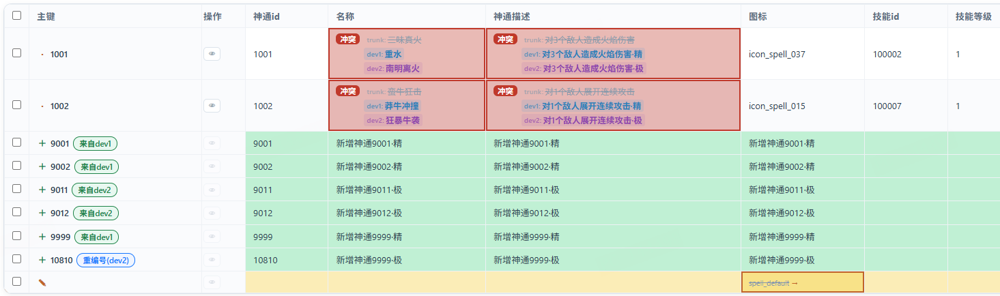 主键 操作 神通id 名称 神通描述 图标 技能id 技能等级
1001 1001 冲突 trunk: 三昧真火 冲突 trunk: 对3个敌人造成火焰伤害 icon_spell_037 100002 1
dev1: 重水 dev1: 对3个敌人造成火焰伤害·精
dev2: 南明离火 dev2: 对3个敌人造成火焰伤害·极
1002 1002 冲突 trunk: 蛮牛狂击 冲突 trunk: 对1个敌人展开连续攻击 icon_spell_015 100007 1
dev1: 莽牛冲撞 dev1: 对1个敌人展开连续攻击·精
dev2: 狂暴牛袭 dev2: 对1个敌人展开连续攻击·极
+ 9001 来自dev1 9001 新增神通9001·精 新增神通9001·精 新增神通9001·精
+ 9002 来自dev1 9002 新增神通9002·精 新增神通9002·精 新增神通9002·精
+ 9011 来自dev2 9011 新增神通9011·极 新增神通9011·极 新增神通9011·极
+ 9012 来自dev2 9012 新增神通9012·极 新增神通9012·极 新增神通9012·极
+ 9999 来自dev1 9999 新增神通9999·精 新增神通9999·精 新增神通9999·精
+ 10810 重编号(dev2) 10810 新增神通9999·极 新增神通9999·极 新增神通9999·极
spell_default →